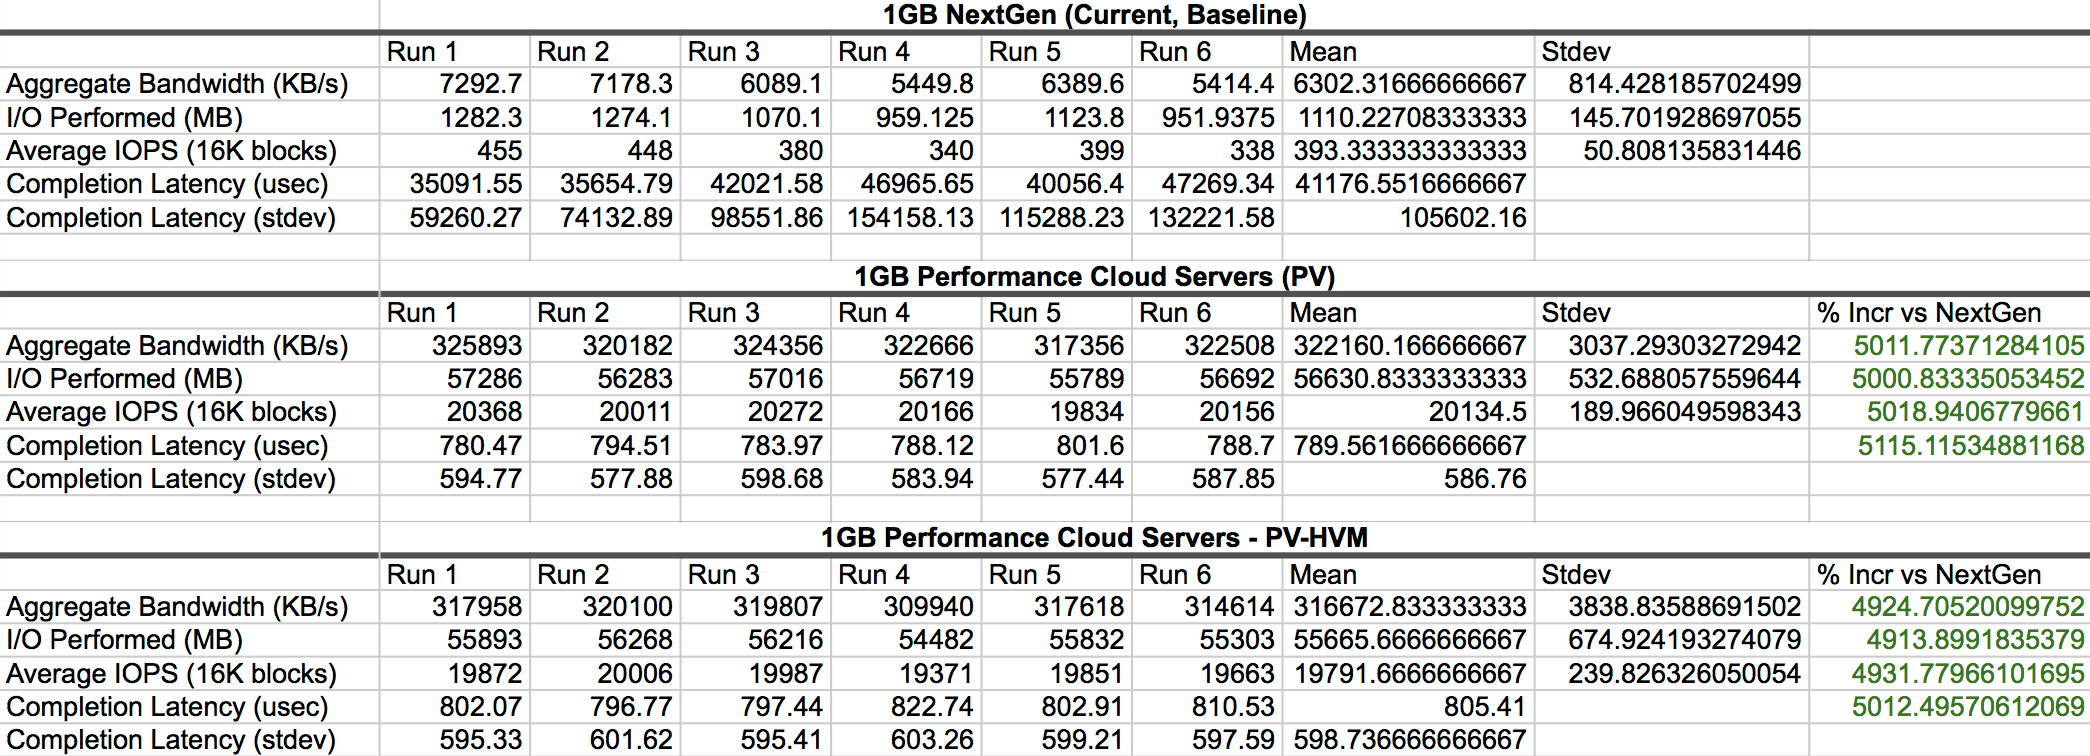 1GB NextGen (Current, Baseline)
Run 1 Run 2 Run 3 Run 4 Run 5 Run 6 Mean Stdev
Aggregate Bandwidth (KB/s) 7292.7 7178.3 6089.1 5449.8 6389.6 5414.4 6302.31666666667 814.428185702499
I/O Performed (MB) 1282.3 1274.1 1070.1 959.125 1123.8 951.9375 1110.22708333333 145.701928697055
Average IOPS (16K blocks) 455 448 380 340 399 338 393.333333333333 50.808135831446
Completion Latency (usec) 35091.55 35654.79 42021.58 46965.65 40056.4 47269.34 41176.5516666667
Completion Latency (stdev) 59260.27 74132.89 98551.86 154158.13 115288.23 132221.58 105602.16
1GB Performance Cloud Servers (PV)
Run 1 Run 2 Run 3 Run 4 Run 5 Run 6 Mean Stdev % Incr vs NextGen
Aggregate Bandwidth (KB/s) 325893 320182 324356 322666 317356 322508 322160.166666667 3037.29303272942 5011.77371284105
I/O Performed (MB) 57286 56283 57016 56719 55789 56692 56630.8333333333 532.688057559644 5000.83335053452
Average IOPS (16K blocks) 20368 20011 20272 20166 19834 20156 20134.5 189.966049598343 5018.9406779661
Completion Latency (usec) 780.47 794.51 783.97 788.12 801.6 788.7 789.561666666667 5115.11534881168
Completion Latency (stdev) 594.77 577.88 598.68 583.94 577.44 587.85 586.76
1GB Performance Cloud Servers - PV-HVM
Run 1 Run 2 Run 3 Run 4 Run 5 Run 6 Mean Stdev % Incr vs NextGen
Aggregate Bandwidth (KB/s) 317958 320100 319807 309940 317618 314614 316672.833333333 3838.83588691502 4924.70520099752
I/O Performed (MB) 55893 56268 56216 54482 55832 55303 55665.6666666667 674.924193274079 4913.8991835379
Average IOPS (16K blocks) 19872 20006 19987 19371 19851 19663 19791.6666666667 239.826326050054 4931.77966101695
Completion Latency (usec) 802.07 796.77 797.44 822.74 802.91 810.53 805.41 5012.49570612069
Completion Latency (stdev) 595.33 601.62 595.41 603.26 599.21 597.59 598.736666666667